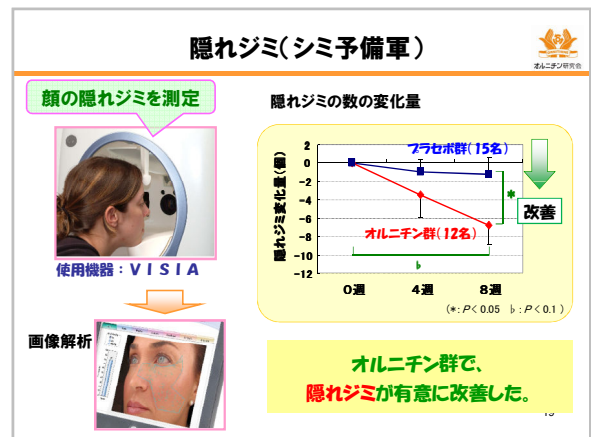 隠れジミ(シミ予備軍)
オルニチン研究会
顔の隠れジミを測定
使用機器:VISIA
画像解析
隠れジミの数の変化量
隠れジミ変化量(個)
2
0
-2
-4
-6
-8
-10
-12
プラセボ群(15名)
オルニチン群(12名)
*
♭
改善
0週
4週
8週
(*:P<0.05 ♭:P<0.1)
オルニチン群で、
隠れジミが有意に改善した。